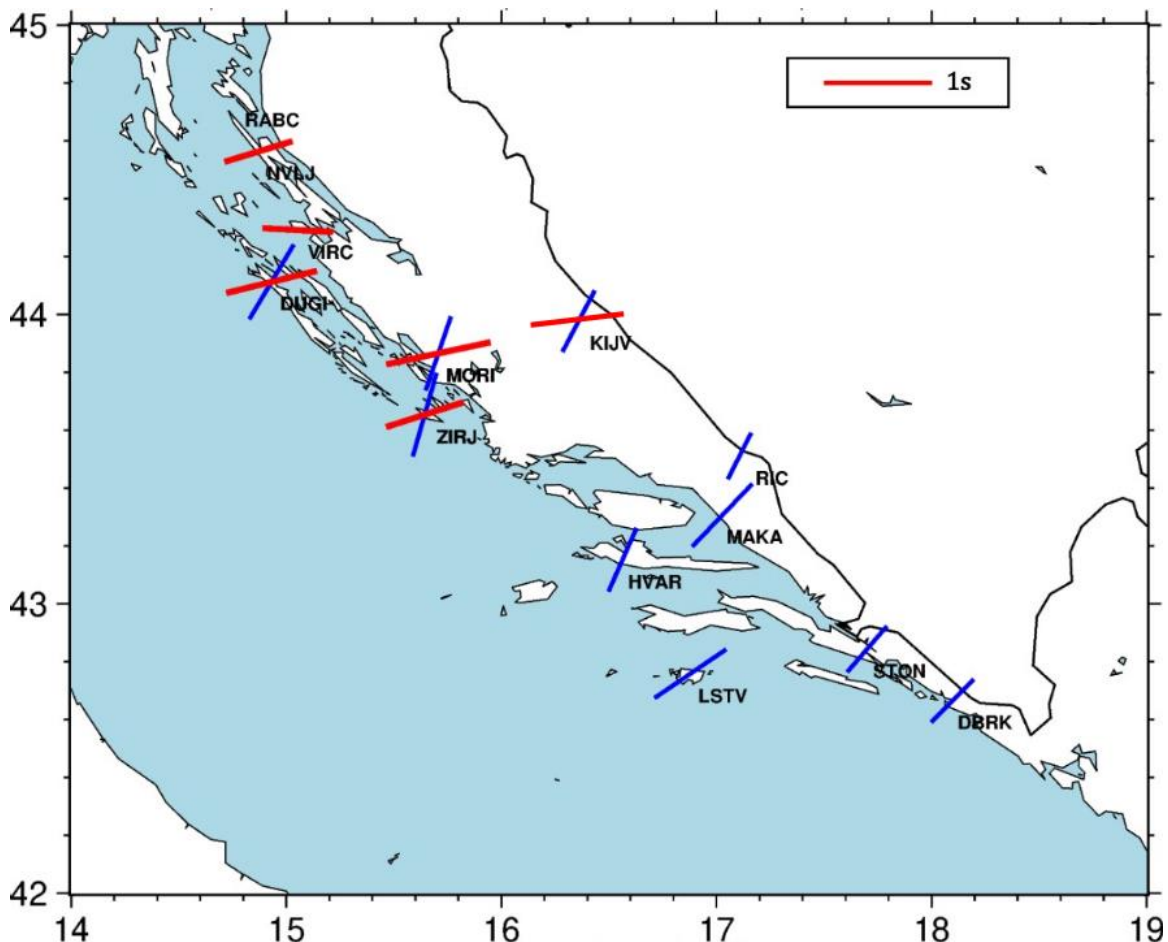 45
1s
RABC
NVLJ
VIRC
DUGI
44
KIJV
MORI
ZIRJ
RIC
MAKA
HVAR
43
STON
LSTV
DBRK
42
14 15 16 17 18 19